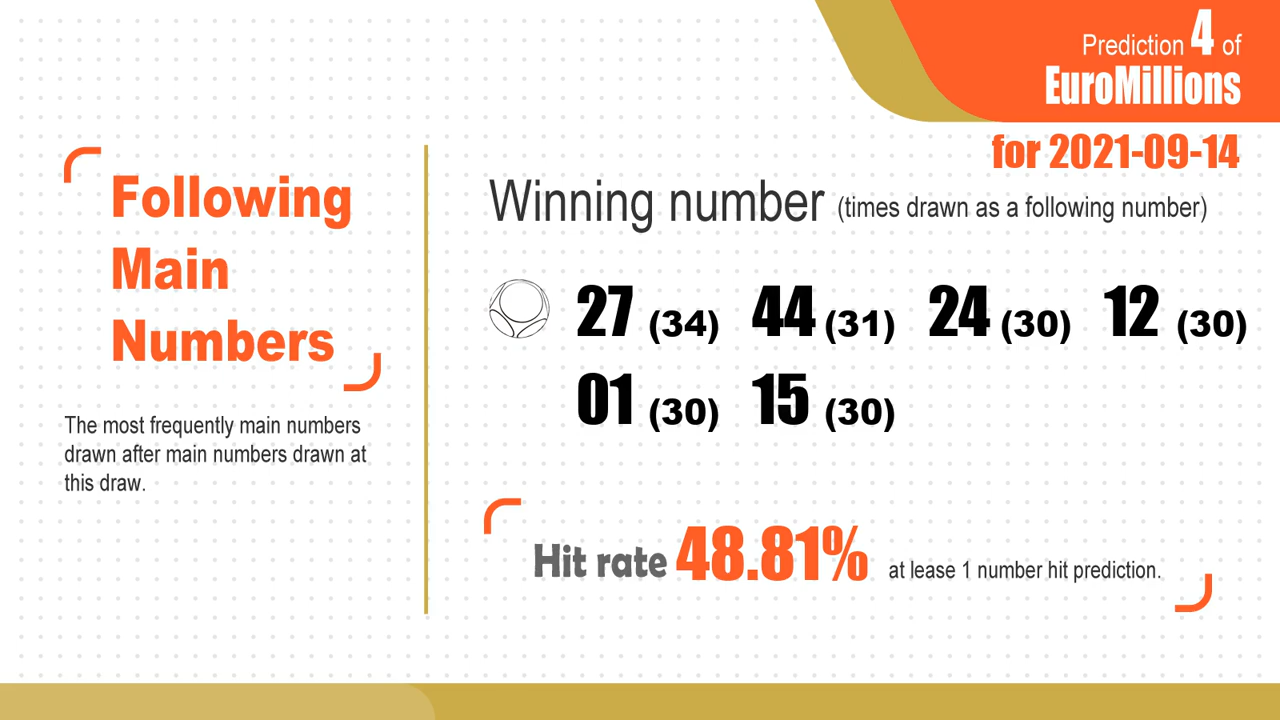 Prediction 4 of
EuroMillions
for 2021-09-14
Following
Main
Numbers
The most frequently main numbers
drawn after main numbers drawn at
this draw.
Winning number (times drawn as a following number)
27 (34) 44 (31) 24 (30) 12 (30)
01 (30) 15 (30)
Hit rate 48.81% at lease 1 number hit prediction.